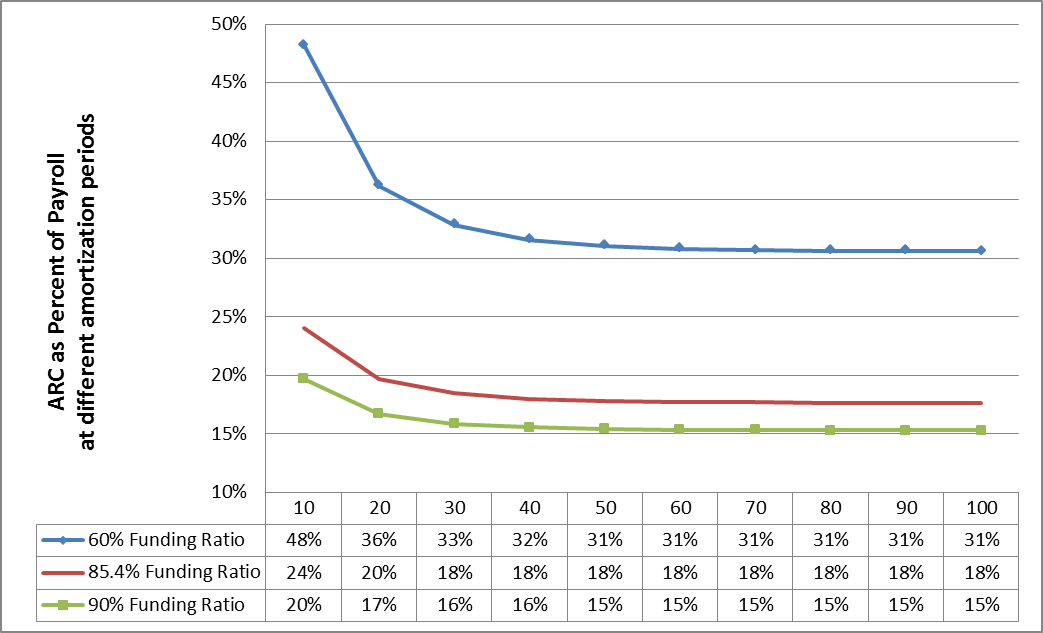 50%
45%
40%
35%
30%
25%
20%
15%
10%
ARC as Percent of Payroll
at different amortization periods
10 20 30 40 50 60 70 80 90 100
60% Funding Ratio 48% 36% 33% 32% 31% 31% 31% 31% 31% 31%
85.4% Funding Ratio 24% 20% 18% 18% 18% 18% 18% 18% 18% 18%
90% Funding Ratio 20% 17% 16% 16% 15% 15% 15% 15% 15% 15%